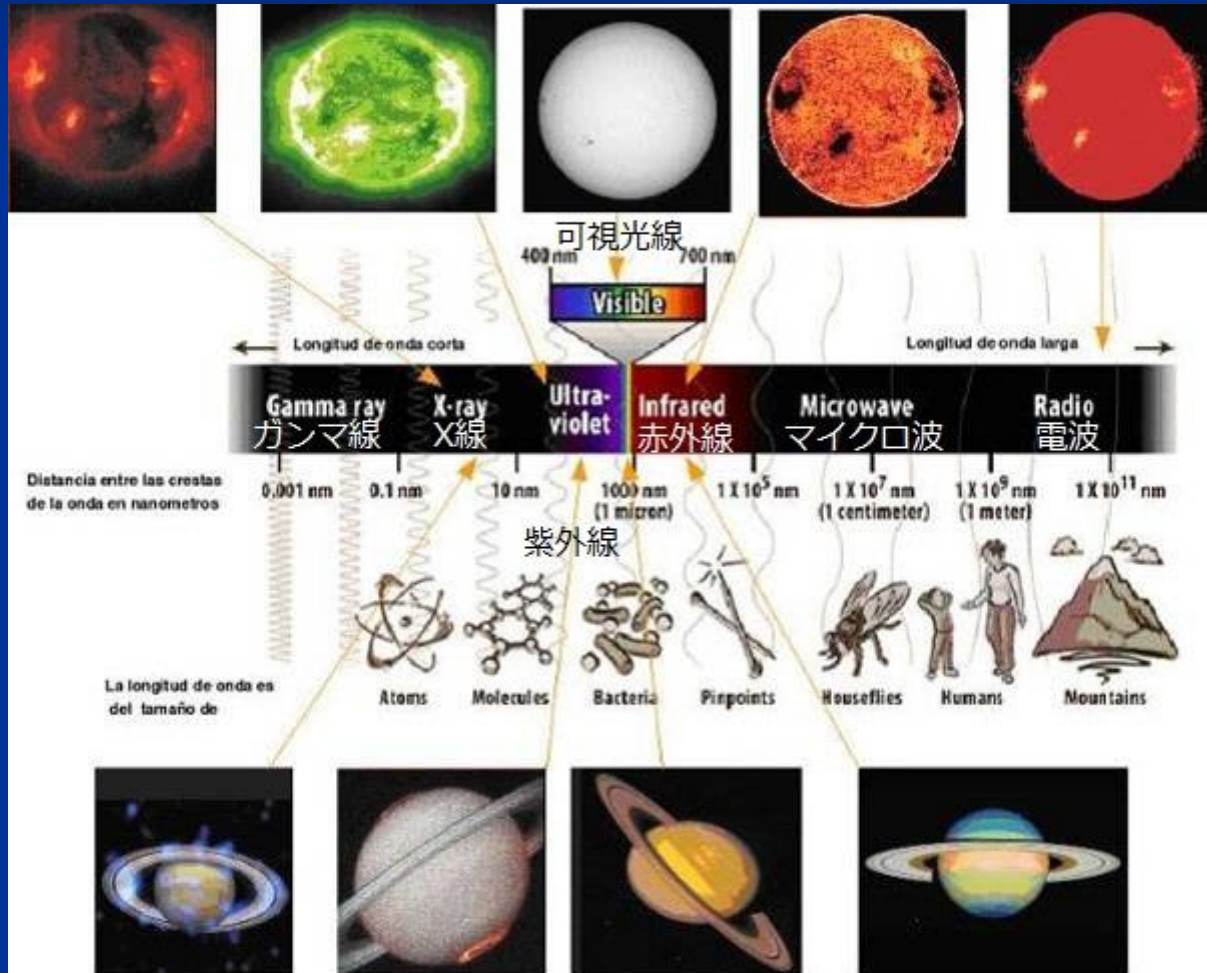 可視光線
400 nm 700 nm
Visible
Longitud de onda corta
Longitud de onda larga
Gamma ray
ガンマ線
X-ray
X線
Ultra-
violet
Infrared
赤外線
Microwave
マイクロ波
Radio
電波
Distancia entre las crestas
de la onda en nanometros
0.001 nm
0.1 nm
10 nm
1000 nm
(1 micron)
1 X 10⁵ nm
1 X 10⁷ nm
(1 centimeter)
1 X 10⁹ nm
(1 meter)
1 X 10¹¹ nm
紫外線
La longitud de onda es
del tamaño de
Atoms
Molecules
Bacteria
Pinpoints
Houseflies
Humans
Mountains